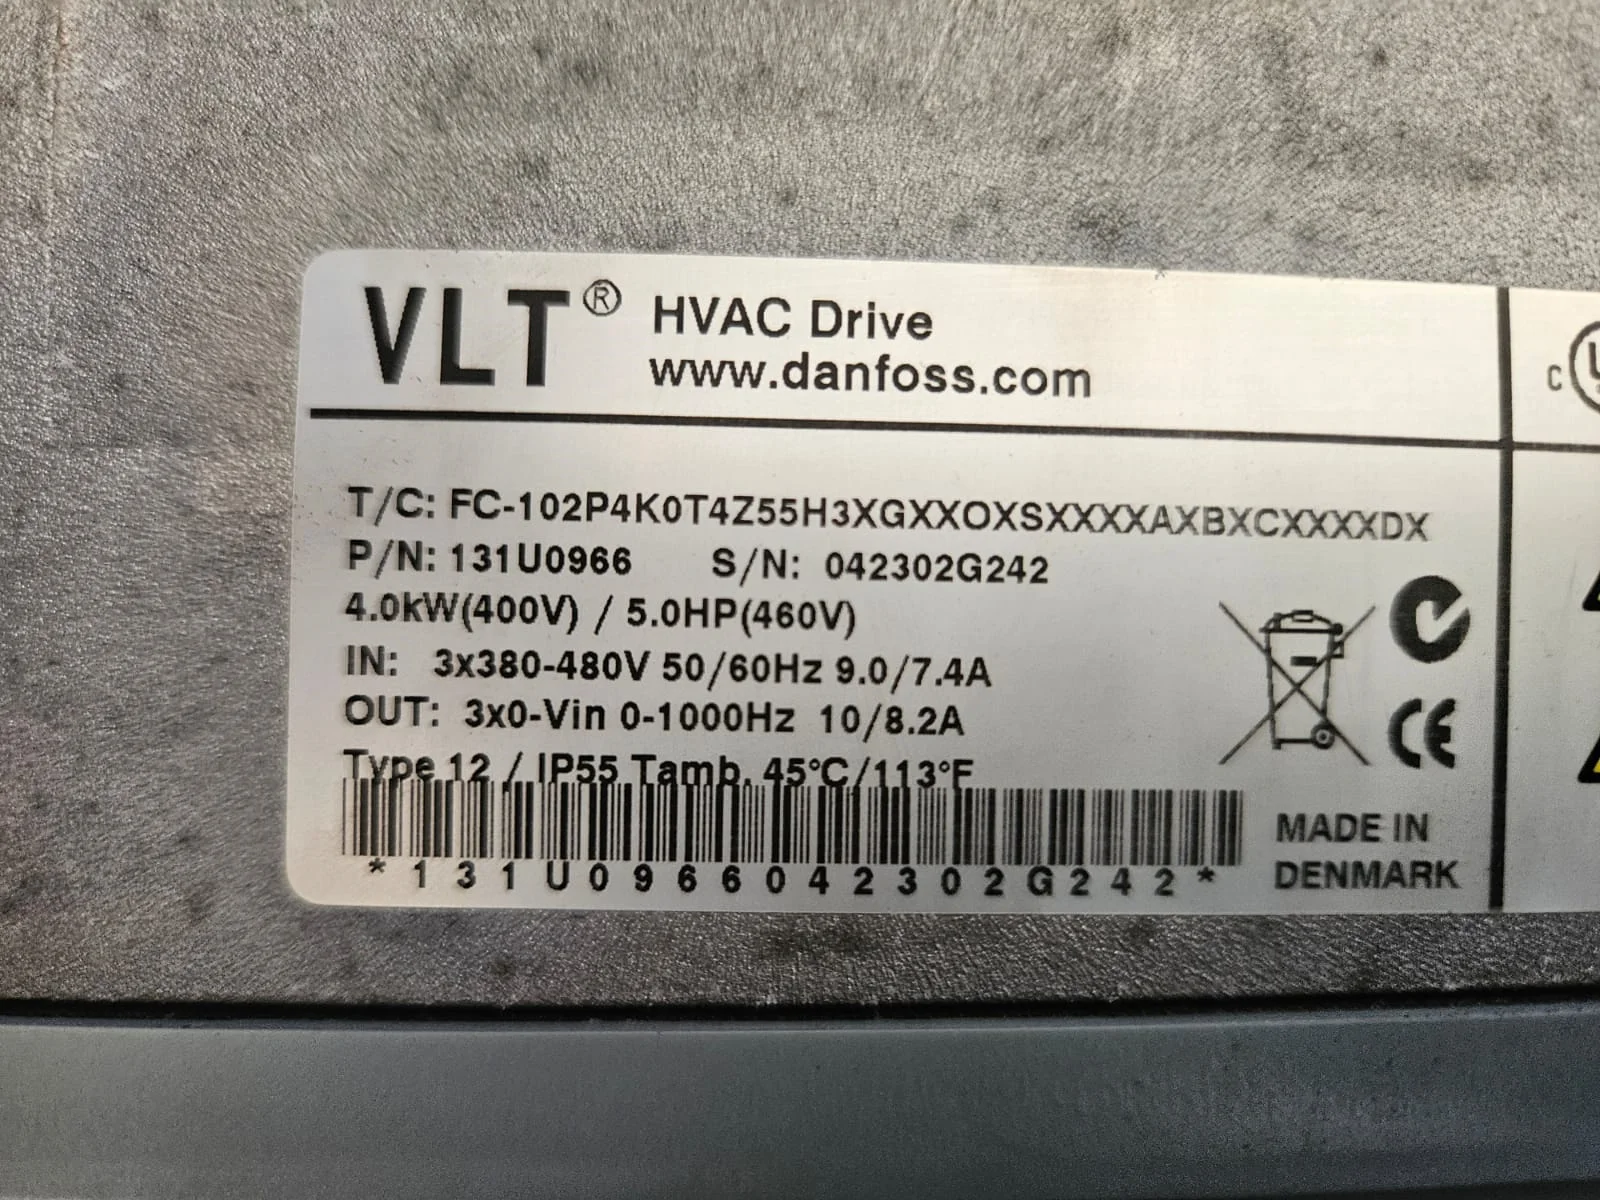 VLT® HVAC Drive
www.danfoss.com
T/C: FC-102P4K0T4Z55H3XGXXOXSXXXXAXBXCXXXXDX
P/N: 131U0966 S/N: 042302G242
4.0kW(400V) / 5.0HP(460V)
IN: 3x380-480V 50/60Hz 9.0/7.4A
OUT: 3x0-Vin 0-1000Hz 10/8.2A
Type 12 / IP55 Tamb. 45°C/113°F
*131U0966042302G242*
CE
MADE IN
DENMARK
c